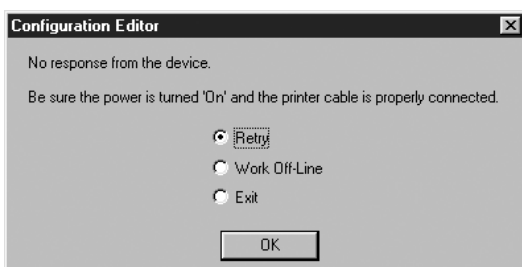 Configuration Editor
No response from the device.
Be sure the power is turned 'On' and the printer cable is properly connected.
Retry
Work Off-Line
Exit
OK